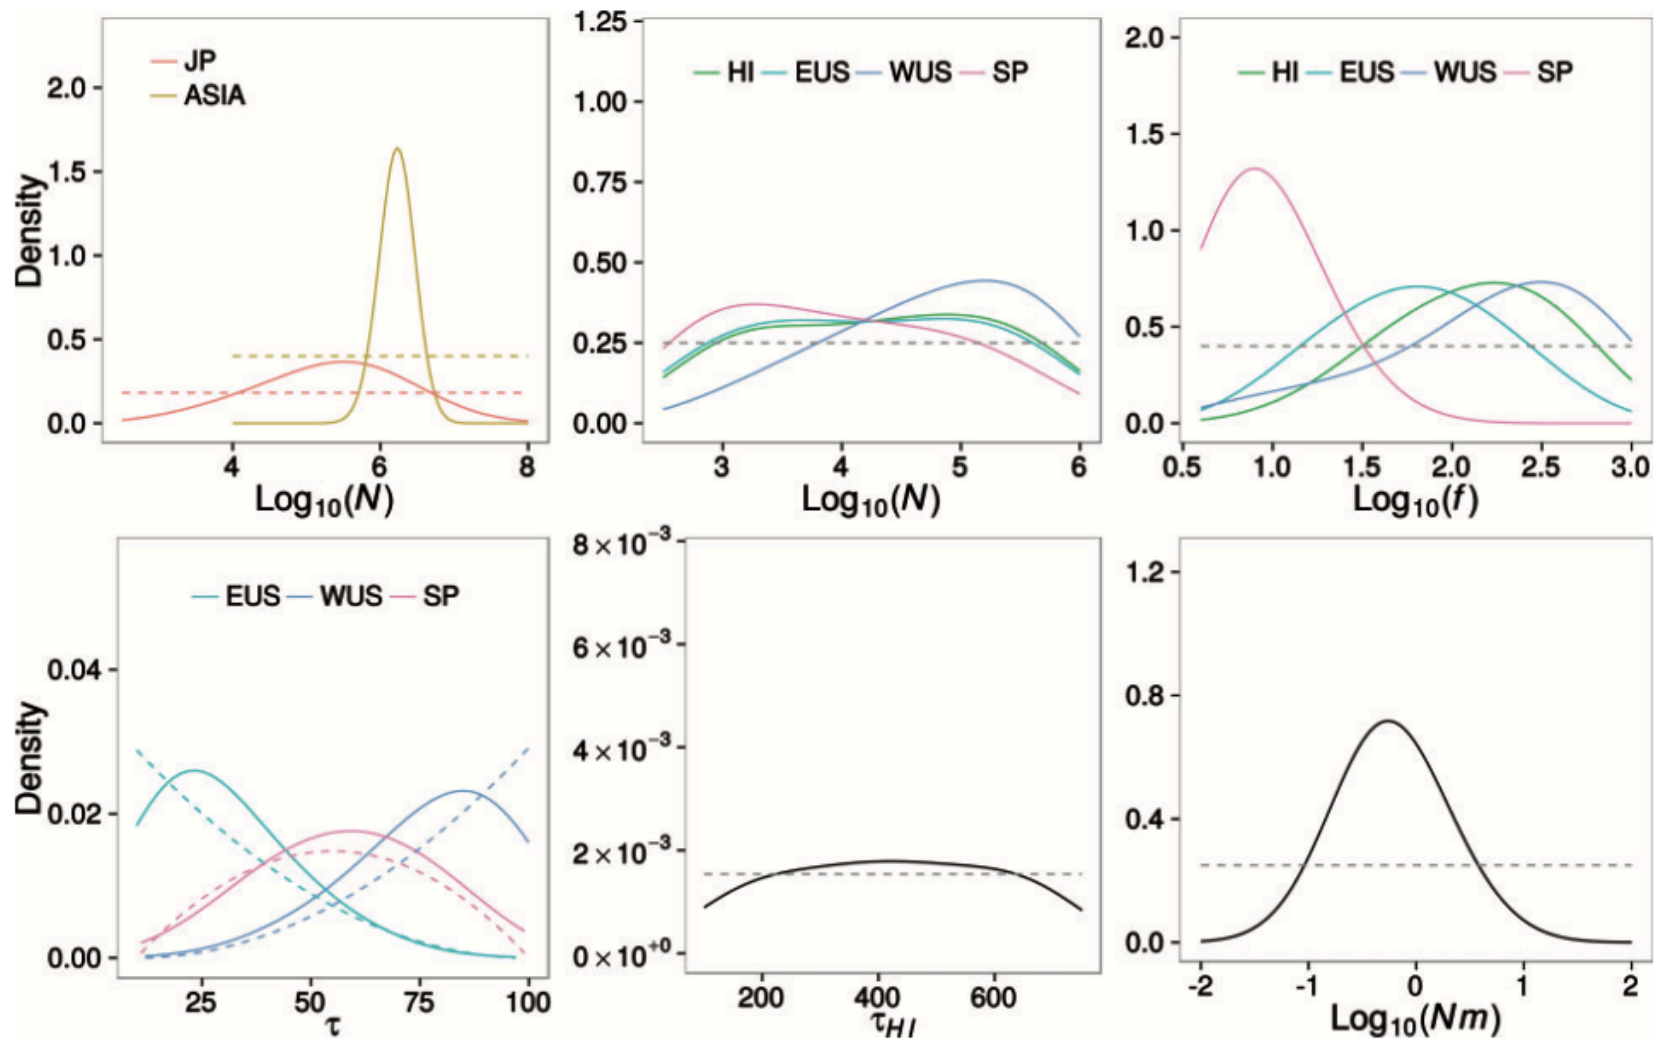 JP
ASIA
Density
2.0
1.5
1.0
0.5
0.0
4 6 8
Log10(N)
HI EUS WUS SP
1.25
1.00
0.75
0.50
0.25
0.00
3 4 5 6
Log10(N)
HI EUS WUS SP
2.0
1.5
1.0
0.5
0.0
0.5 1.0 1.5 2.0 2.5 3.0
Log10(f)
EUS WUS SP
Density
0.04
0.02
0.00
25 50 75 100
τ
8×10⁻³
6×10⁻³
4×10⁻³
2×10⁻³
0×10⁺⁰
200 400 600
τHI
1.2
0.8
0.4
0.0
-2 -1 0 1 2
Log10(Nm)